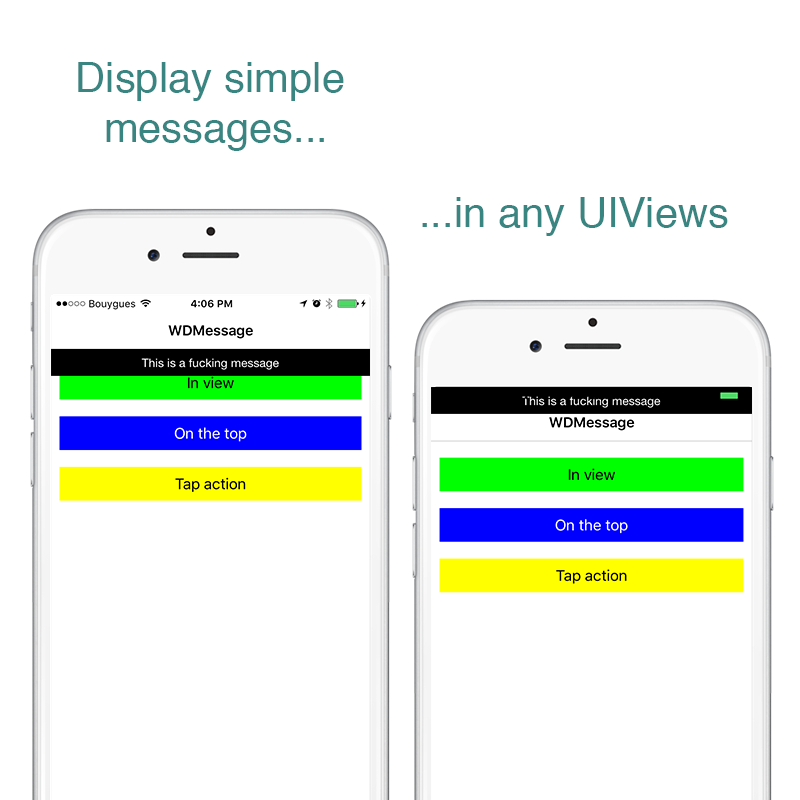 Display simple
messages...
...in any UIViews
Bouygues
4:06 PM
WDMessage
This is a fucking message
In view
On the top
Tap action
This is a fucking message
WDMessage
In view
On the top
Tap action